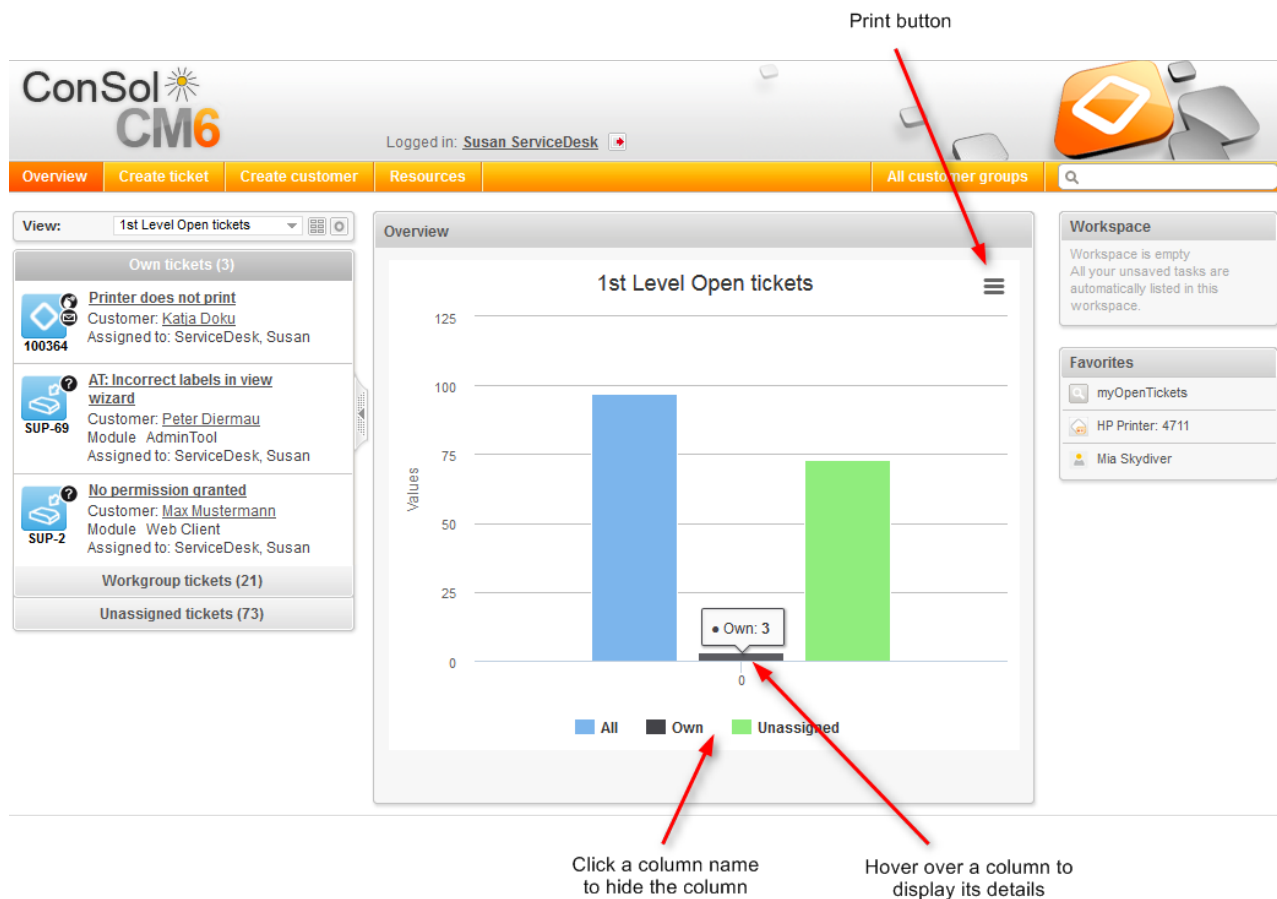 Print button
ConSol
CM6
Logged in: Susan ServiceDesk
Overview Create ticket Create customer Resources All customer groups
View: 1st Level Open tickets
Own tickets (3)
Printer does not print
Customer: Katja Doku
Assigned to: ServiceDesk, Susan
100364
AT: Incorrect labels in view
wizard
Customer: Peter Diermau
Module AdminTool
Assigned to: ServiceDesk, Susan
SUP-69
No permission granted
Customer: Max Mustermann
Module Web Client
Assigned to: ServiceDesk, Susan
SUP-2
Workgroup tickets (21)
Unassigned tickets (73)
Overview
1st Level Open tickets
Values
125
100
75
50
25
0
Own: 3
0
All Own Unassigned
Workspace
Workspace is empty
All your unsaved tasks are
automatically listed in this
workspace.
Favorites
myOpenTickets
HP Printer: 4711
Mia Skydiver
Click a column name
to hide the column
Hover over a column to
display its details